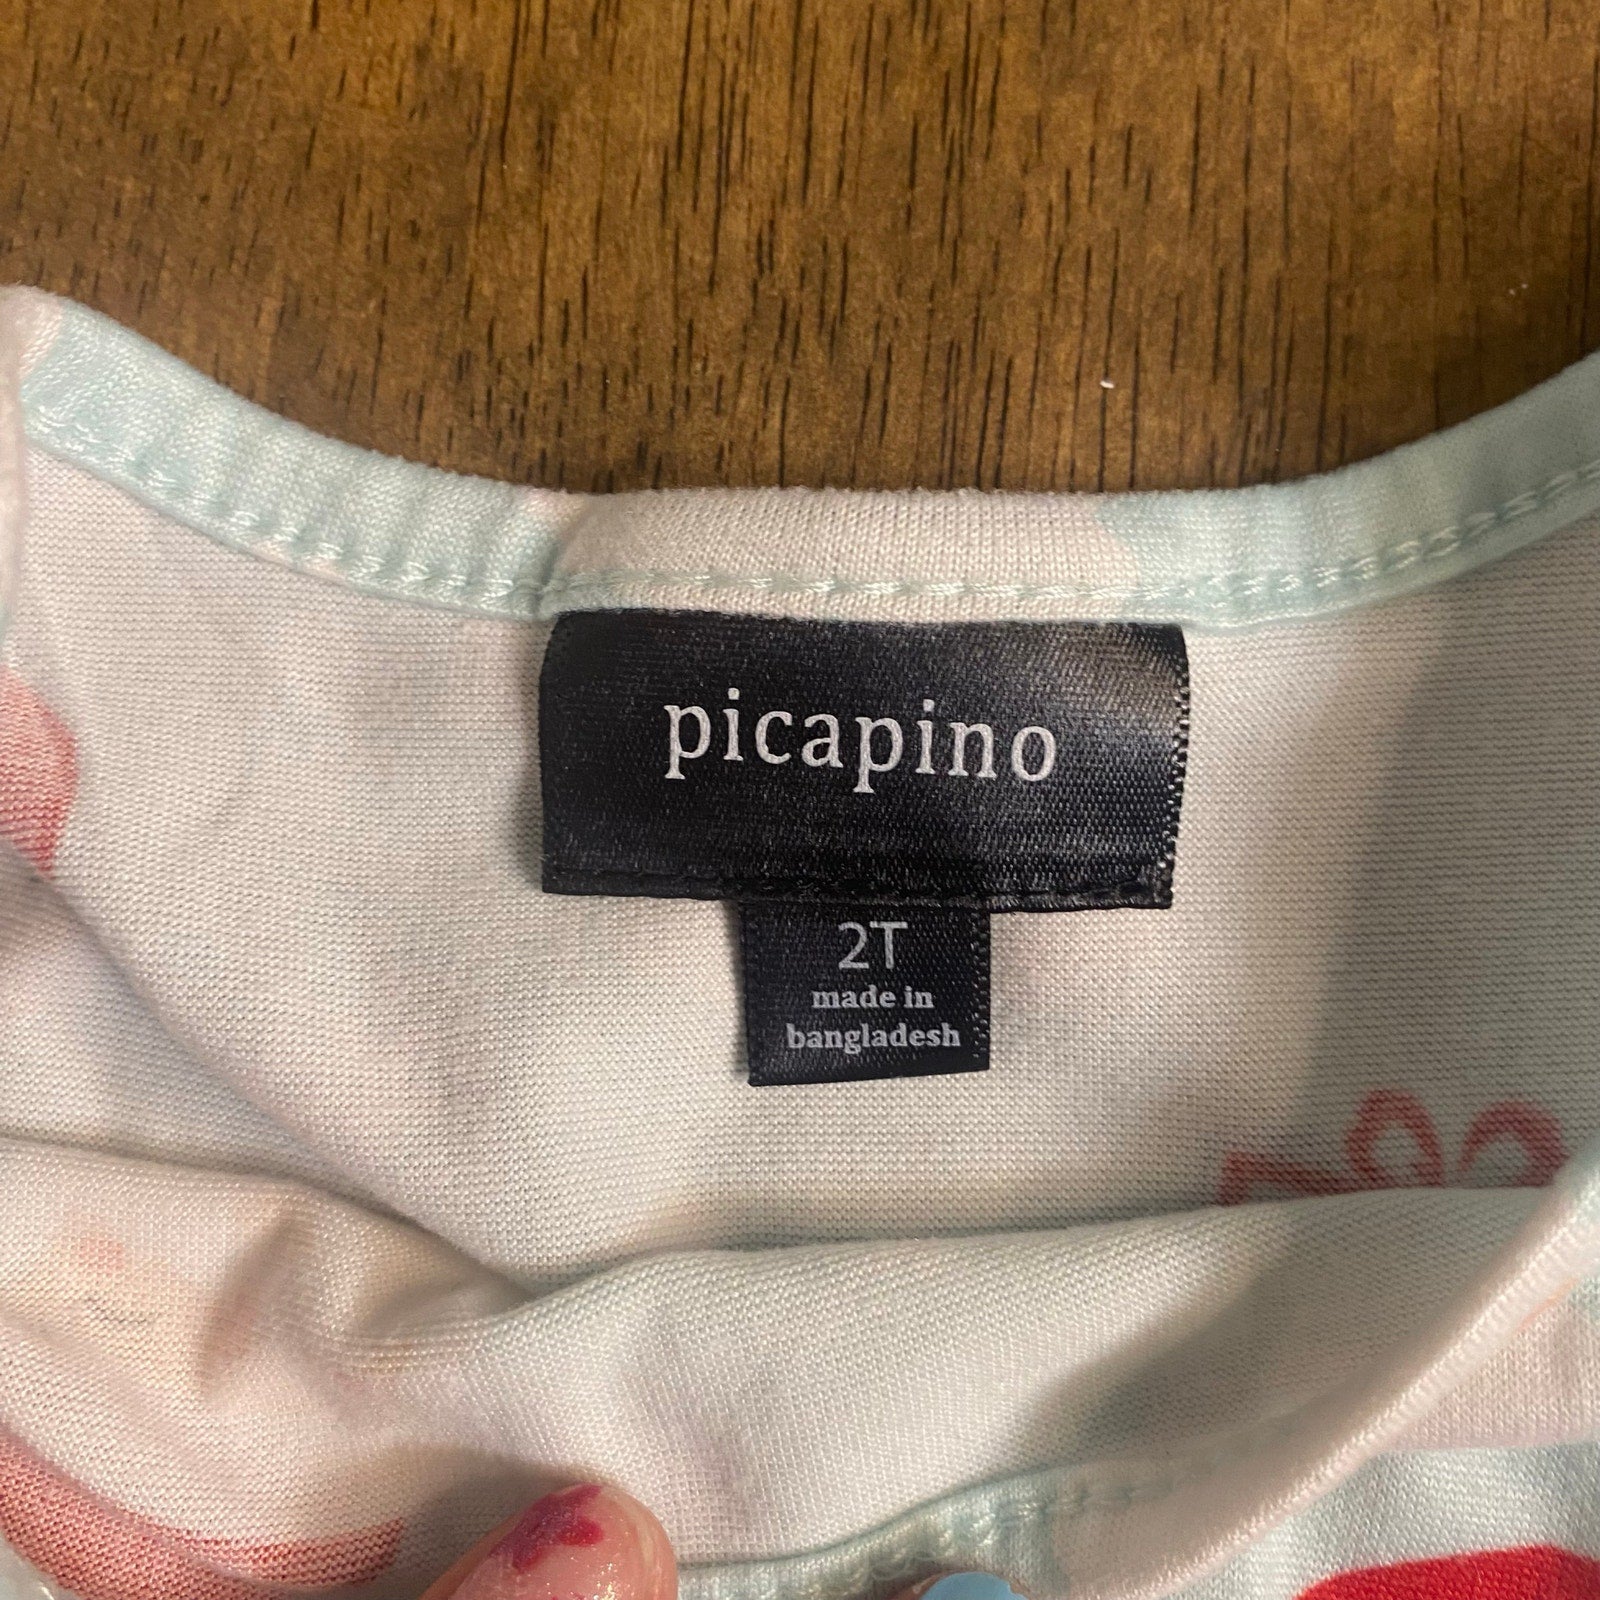 picapino
2T
made in
bangladesh